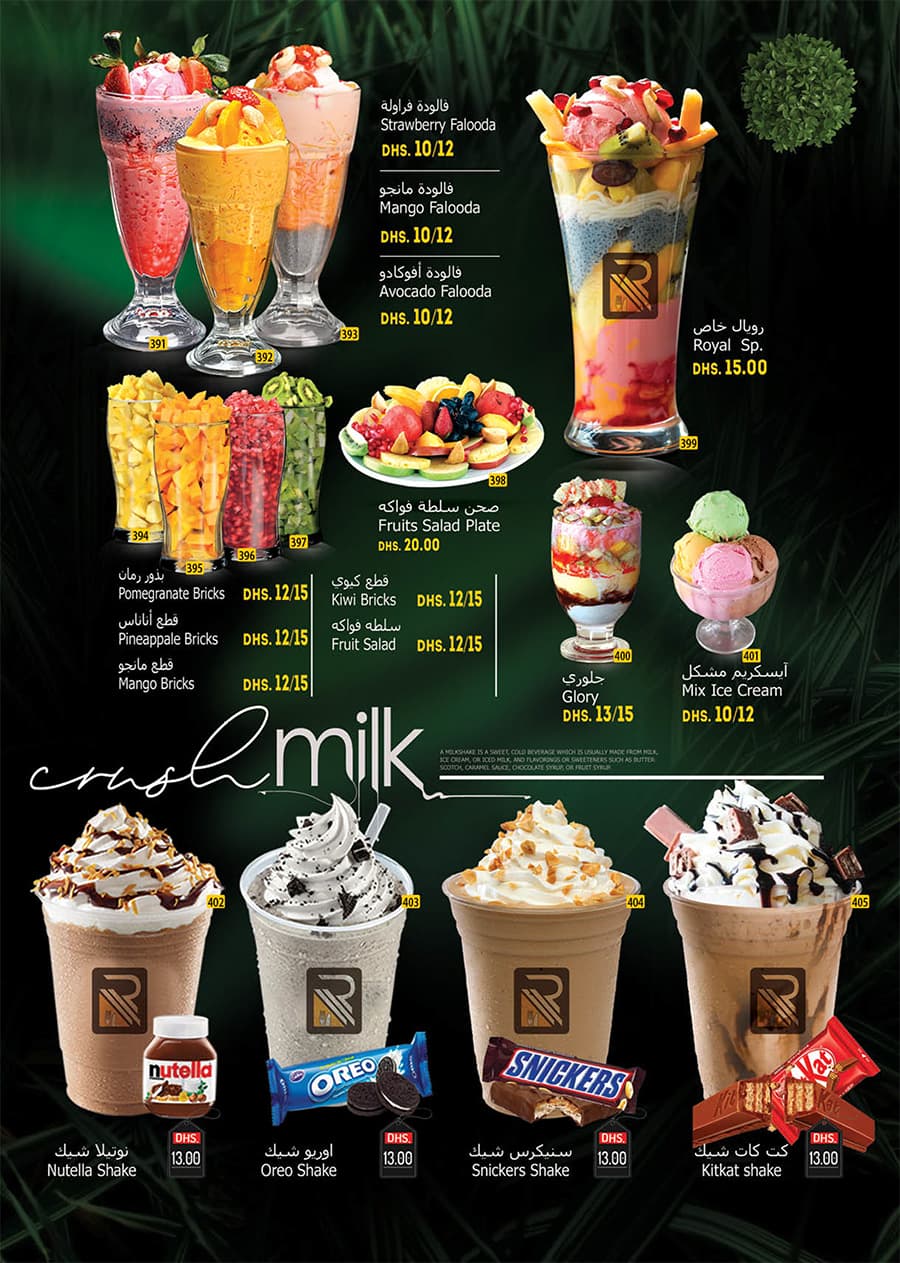 فالودة فراولة
Strawberry Falooda
DHS. 10/12
فالودة مانجو
Mango Falooda
DHS. 10/12
فالودة أفوكادو
Avocado Falooda
DHS. 10/12
391
392
393
رويال خاص
Royal Sp.
DHS. 15.00
399
394
395
396
397
398
صحن سلطة فواكه
Fruits Salad Plate
DHS. 20.00
بذور رمان
Pomegranate Bricks DHS. 12/15
قطع أناناس
Pineappale Bricks DHS. 12/15
قطع مانجو
Mango Bricks DHS. 12/15
قطع كيوي
Kiwi Bricks DHS. 12/15
سلطه فواكه
Fruit Salad DHS. 12/15
400
جلوري
Glory
DHS. 13/15
401
آيسكريم مشكل
Mix Ice Cream
DHS. 10/12
crush milk
A MILKSHAKE IS A SWEET, COLD BEVERAGE WHICH IS USUALLY MADE FROM MILK,
ICE CREAM, OR ICED MILK, AND FLAVORINGS OR SWEETENERS SUCH AS BUTTER-
SCOTCH, CARAMEL SAUCE, CHOCOLATE SYRUP, OR FRUIT SYRUP.
402
403
404
405
nutella
OREO
SNICKERS
KitKat
نوتيلا شيك
Nutella Shake
DHS.
13.00
اوريو شيك
Oreo Shake
DHS.
13.00
سنيكرس شيك
Snickers Shake
DHS.
13.00
كت كات شيك
Kitkat shake
DHS.
13.00